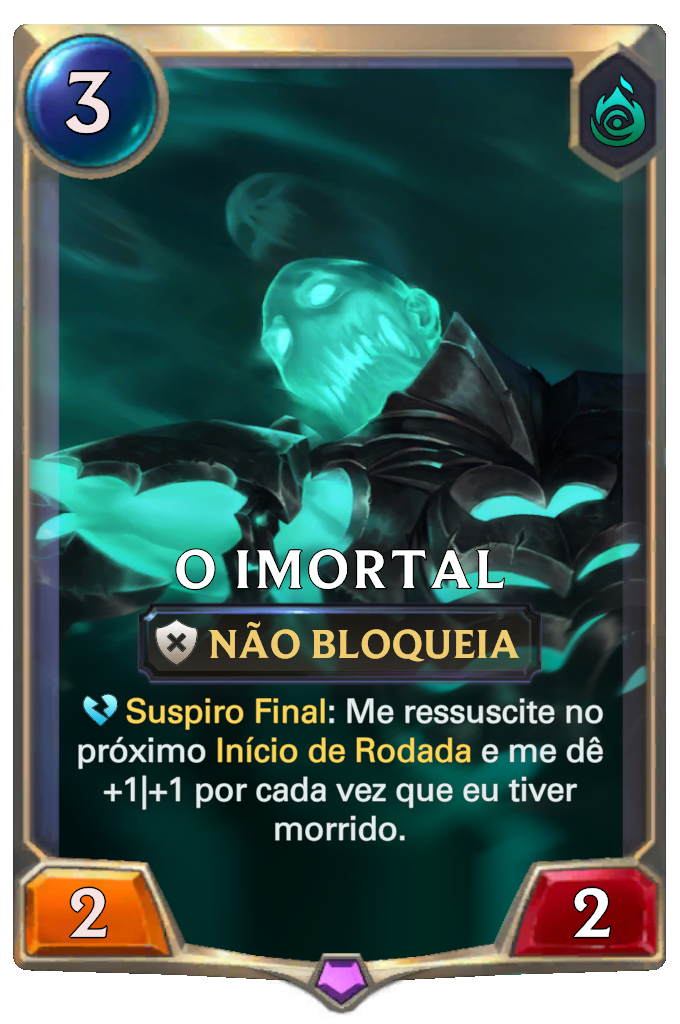 3
O IMORTAL
NÃO BLOQUEIA
Suspiro Final: Me ressuscite no
próximo Início de Rodada e me dê
+1|+1 por cada vez que eu tiver
morrido.
2
2